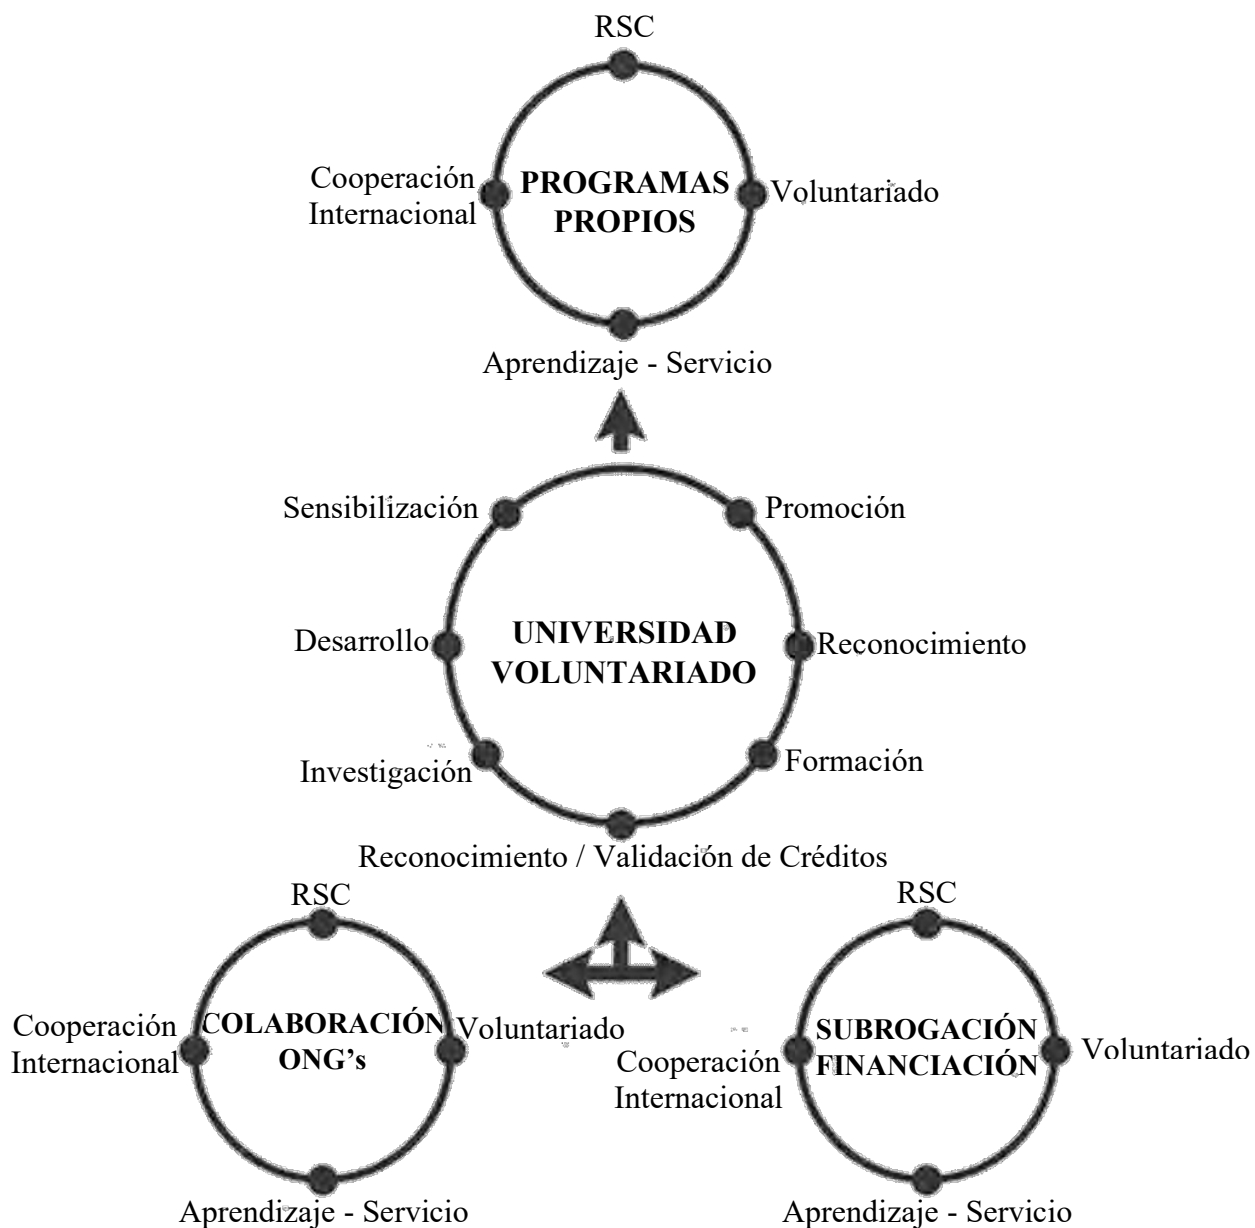 RSC
Cooperación
Internacional
PROGRAMAS
PROPIOS
Voluntariado
Aprendizaje - Servicio
Sensibilización
Promoción
Desarrollo
UNIVERSIDAD
VOLUNTARIADO
Reconocimiento
Investigación
Formación
Reconocimiento / Validación de Créditos
RSC
Cooperación
Internacional
COLABORACIÓN
ONG's
Voluntariado
Aprendizaje - Servicio
RSC
Cooperación
Internacional
SUBROGACIÓN
FINANCIACIÓN
Voluntariado
Aprendizaje - Servicio